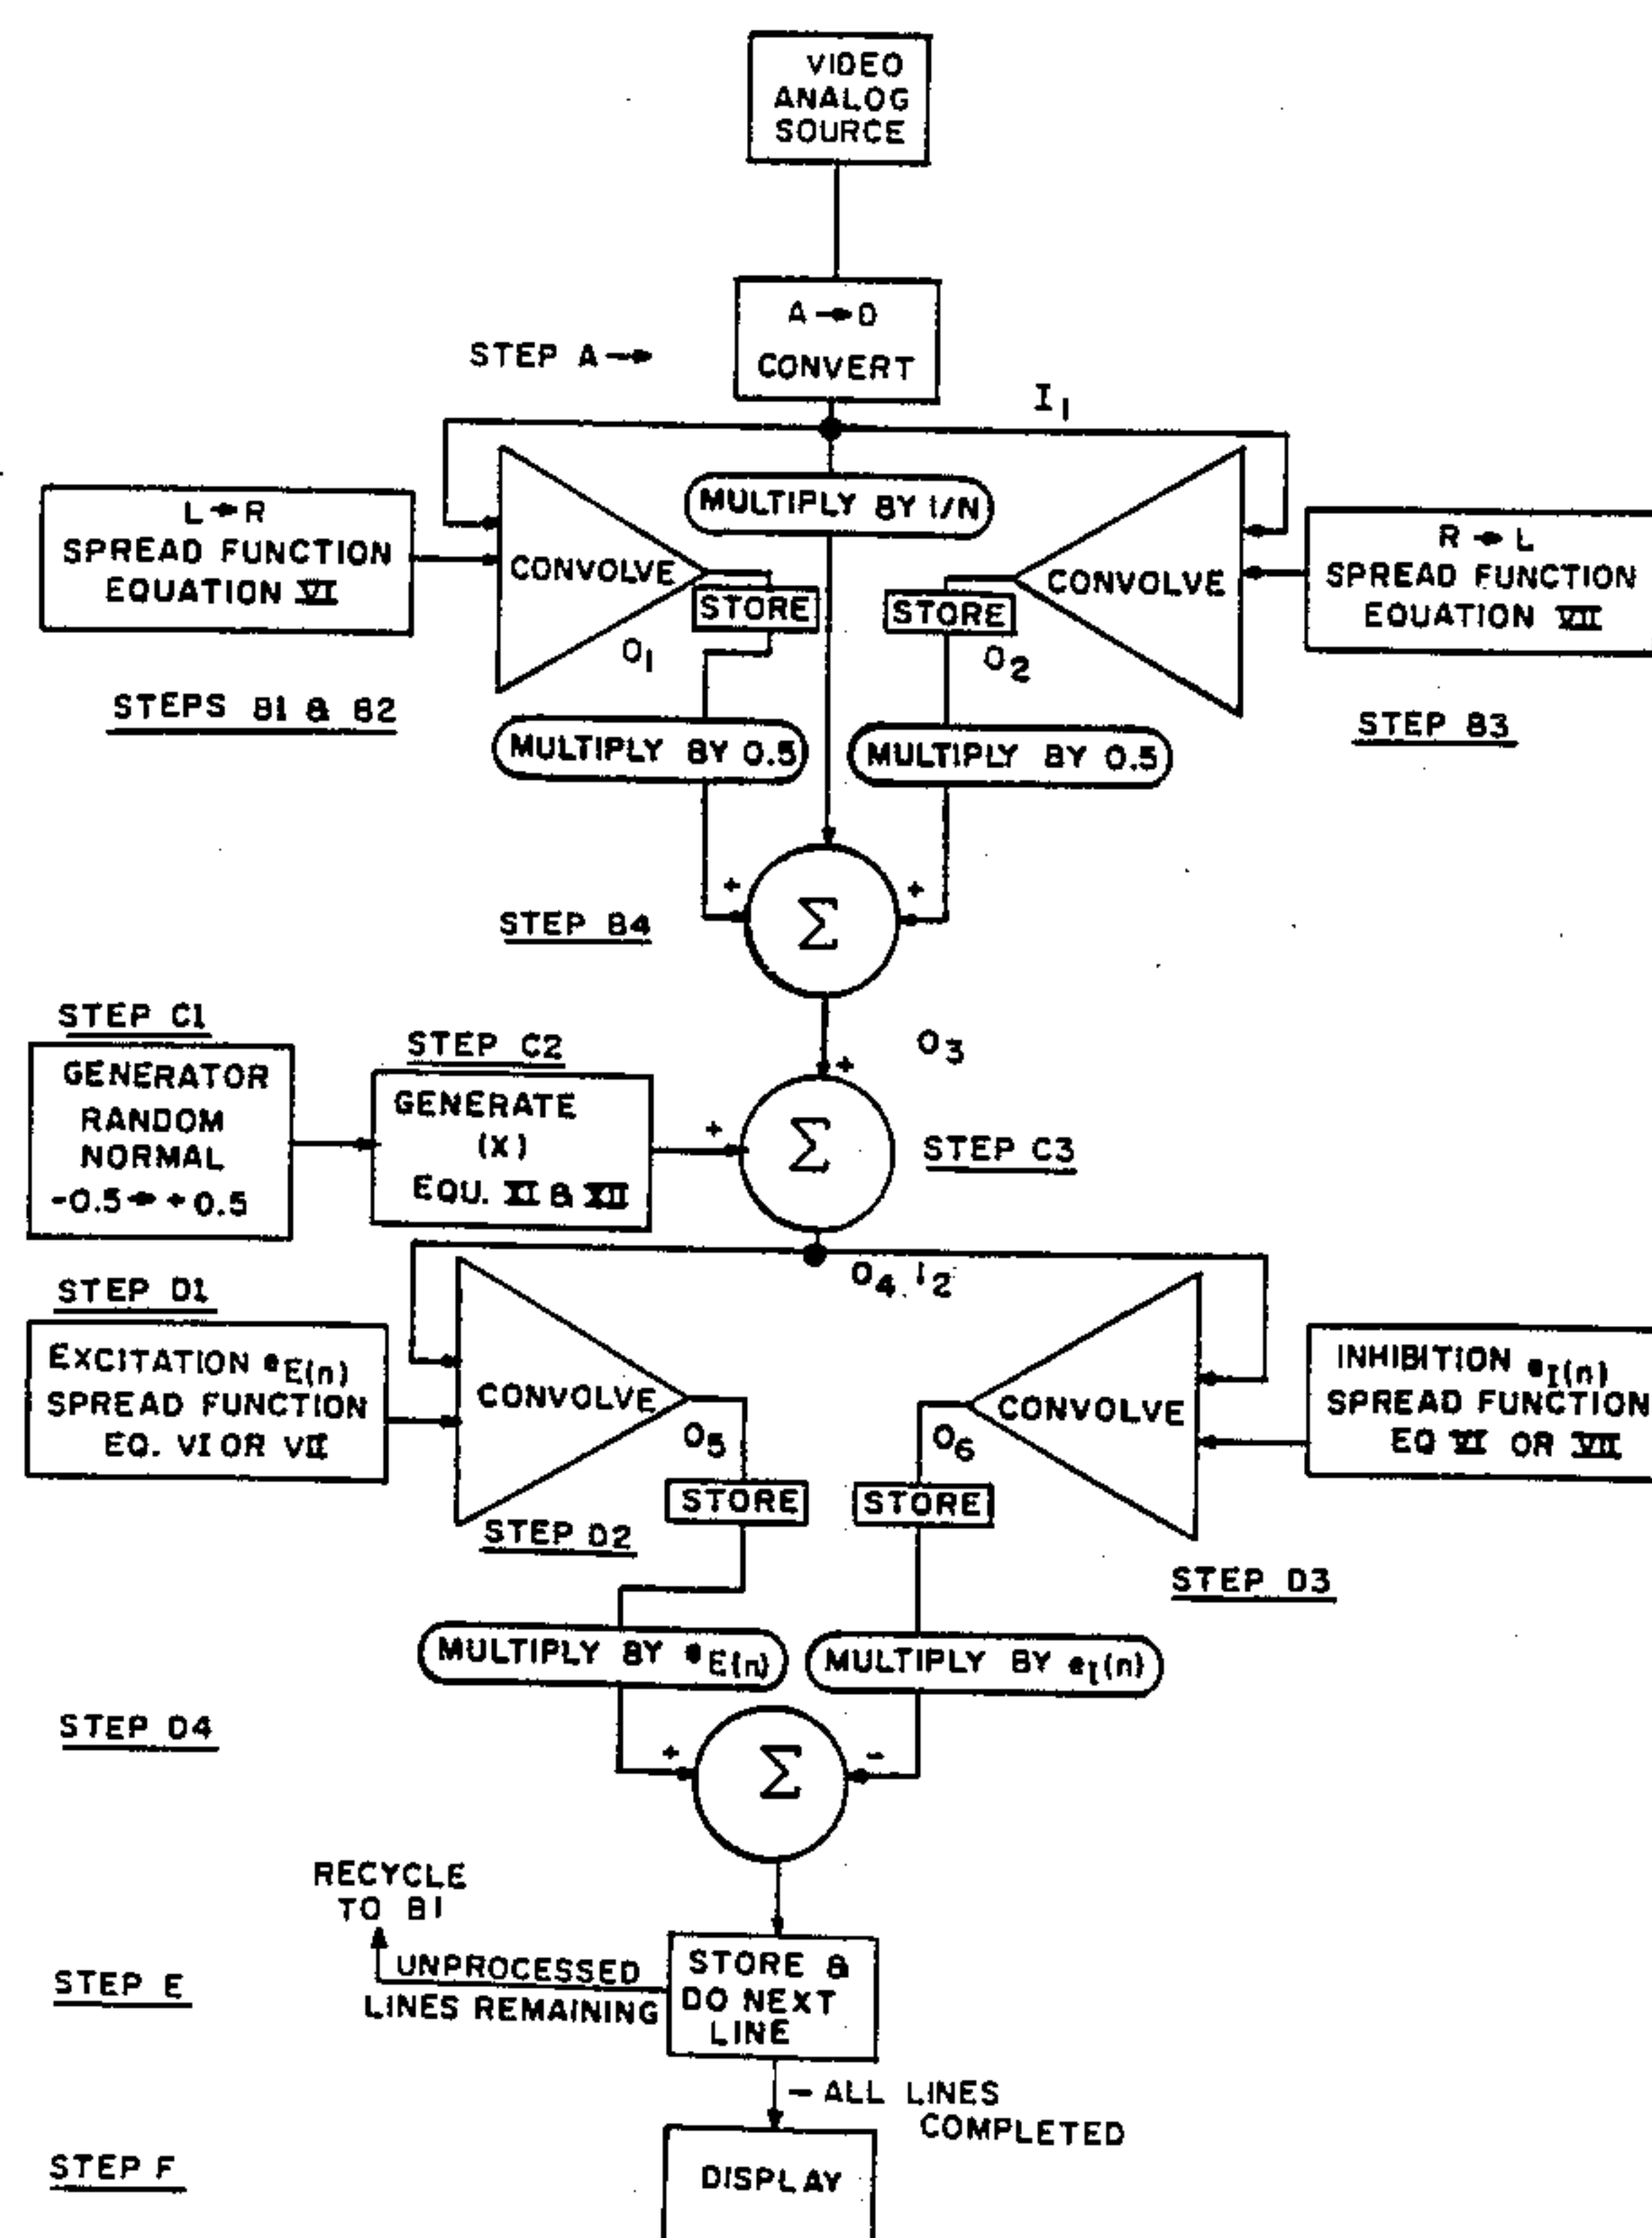 VIDEO
ANALOG
SOURCE
A → D
CONVERT
STEP A →
I1
L → R
SPREAD FUNCTION
EQUATION VI
CONVOLVE
MULTIPLY BY 1/N
CONVOLVE
R → L
SPREAD FUNCTION
EQUATION VII
STORE
STORE
O1
O2
STEPS B1 & B2
STEP B3
MULTIPLY BY 0.5
MULTIPLY BY 0.5
+
+
Σ
STEP B4
STEP C1
GENERATOR
RANDOM
NORMAL
-0.5 ↔ +0.5
STEP C2
GENERATE
(X)
EQU. XI & XII
O3
+
+
Σ
STEP C3
O4 I2
STEP D1
EXCITATION eE(n)
SPREAD FUNCTION
EQ. VI OR VII
CONVOLVE
CONVOLVE
INHIBITION eI(n)
SPREAD FUNCTION
EQ VI OR VII
O5
O6
STORE
STORE
STEP D2
STEP D3
MULTIPLY BY eE(n)
MULTIPLY BY eI(n)
STEP D4
+
-
Σ
RECYCLE
TO B1
UNPROCESSED
LINES REMAINING
STEP E
STORE &
DO NEXT
LINE
- ALL LINES
COMPLETED
STEP F
DISPLAY